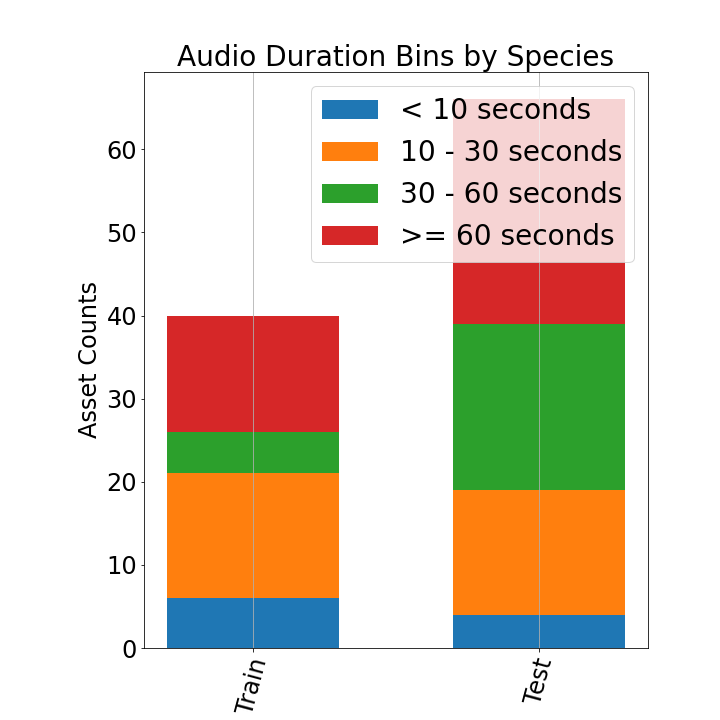 Audio Duration Bins by Species
< 10 seconds
10 - 30 seconds
30 - 60 seconds
>= 60 seconds
Asset Counts
60
50
40
30
20
10
0
Train
Test